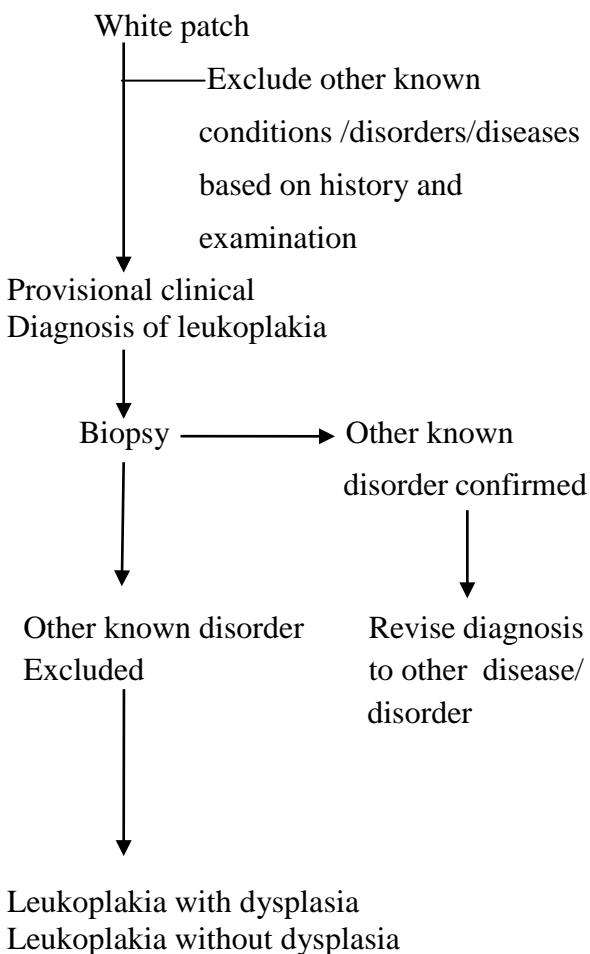 White patch
Exclude other known
conditions /disorders/diseases
based on history and
examination
Provisional clinical
Diagnosis of leukoplakia
Biopsy
Other known
disorder confirmed
Other known disorder
Excluded
Revise diagnosis
to other disease/
disorder
Leukoplakia with dysplasia
Leukoplakia without dysplasia